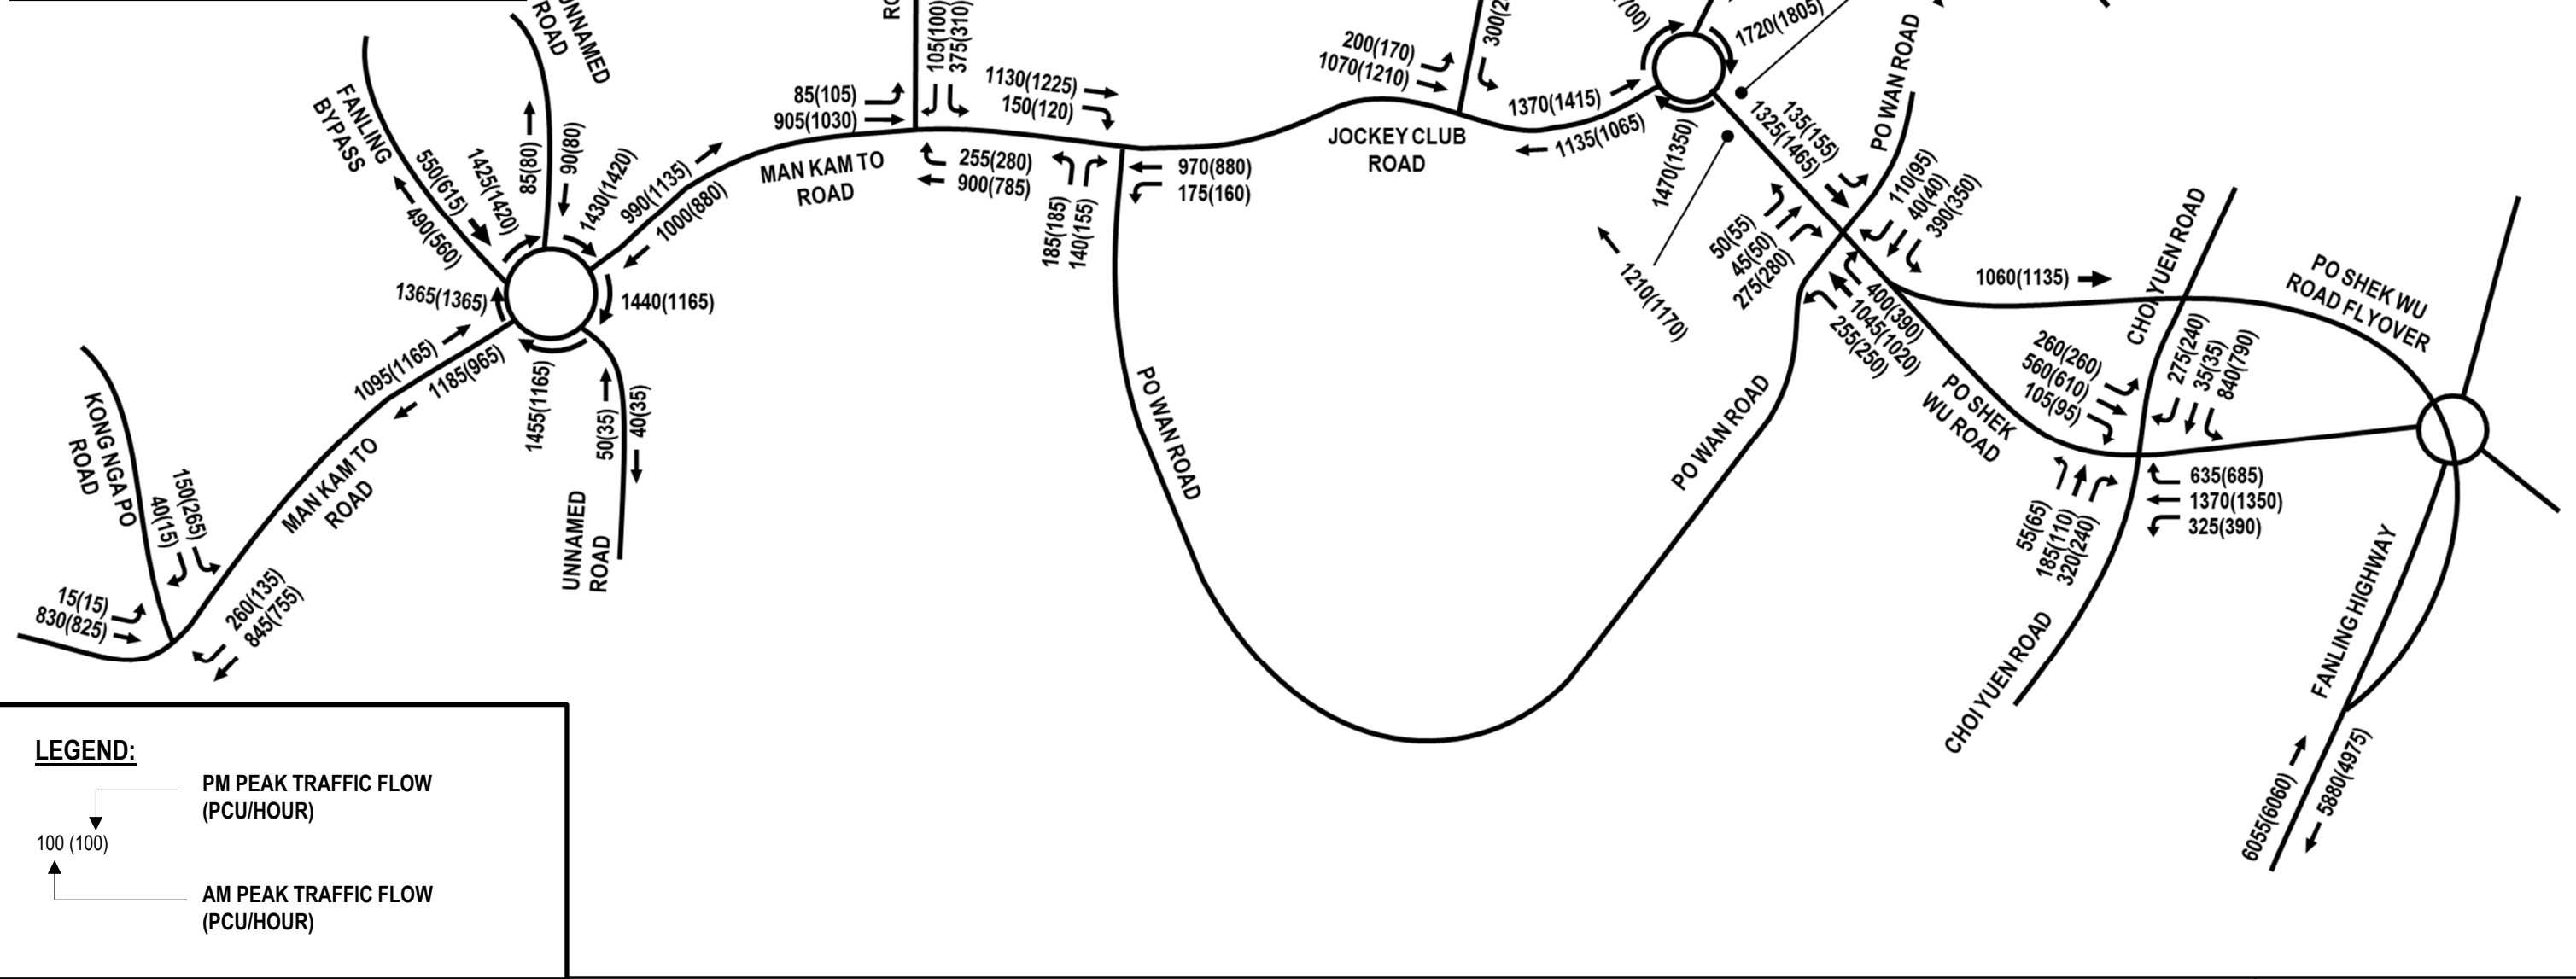 UNNAMED
ROAD
FANLING
BYPASS
550(615)
490(560)
1425(1420)
85(80)
90(80)
1430(1420)
990(1135)
1000(880)
1365(1365)
1440(1165)
1095(1165)
1185(965)
1455(1165)
50(35)
40(35)
UNNAMED
ROAD
KONG NGA PO
ROAD
150(265)
40(15)
15(15)
830(825)
260(135)
845(755)
MAN KAM TO
ROAD
MAN KAM TO
ROAD
85(105)
905(1030)
105(100)
375(310)
1130(1225)
150(120)
255(280)
900(785)
185(185)
140(155)
970(880)
175(160)
PO WAN ROAD
JOCKEY CLUB
ROAD
200(170)
1070(1210)
1370(1415)
1135(1065)
1720(1805)
1470(1350)
1210(1170)
135(155)
1325(1465)
PO WAN ROAD
110(95)
40(40)
390(350)
50(55)
45(50)
275(280)
400(390)
1045(1020)
255(250)
PO WAN ROAD
1060(1135)
PO SHEK
WU ROAD
CHOI YUEN ROAD
PO SHEK WU
ROAD FLYOVER
260(260)
560(610)
105(95)
275(240)
35(35)
840(790)
55(65)
185(110)
320(240)
635(685)
1370(1350)
325(390)
CHOI YUEN ROAD
FANLING HIGHWAY
6055(6060)
5880(4975)
LEGEND:
PM PEAK TRAFFIC FLOW
(PCU/HOUR)
100 (100)
AM PEAK TRAFFIC FLOW
(PCU/HOUR)